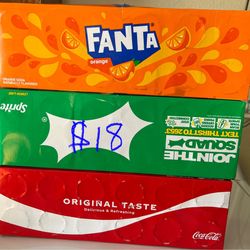 FANTA
orange
$18
JOIN THE
SQUAD
TEXT THIRST TO 2653
Sprite
ORIGINAL TASTE
Delicious & Refreshing
Coca-Cola